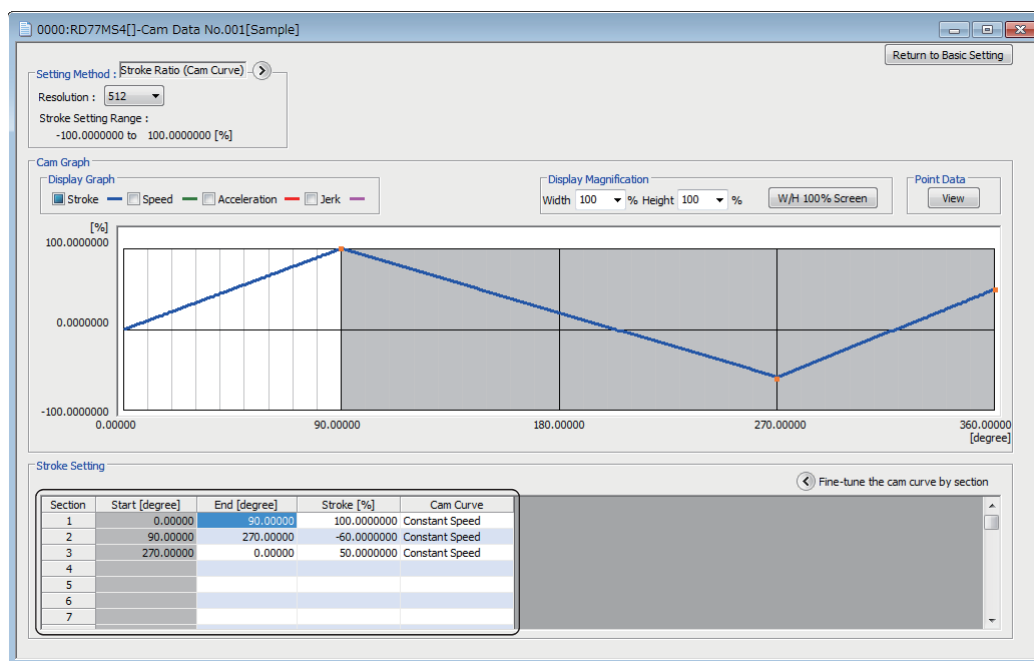 0000:RD77MS4[]-Cam Data No.001[Sample]
Return to Basic Setting
Setting Method : Stroke Ratio (Cam Curve)
Resolution : 512
Stroke Setting Range :
-100.0000000 to 100.0000000 [%]
Cam Graph
Display Graph
Stroke Speed Acceleration Jerk
Display Magnification
Width 100 % Height 100 %
W/H 100% Screen
Point Data
View
[%]
100.0000000
0.0000000
-100.0000000
0.00000 90.00000 180.00000 270.00000 360.00000
[degree]
Stroke Setting
Fine-tune the cam curve by section
Section Start [degree] End [degree] Stroke [%] Cam Curve
1 0.00000 90.00000 100.0000000 Constant Speed
2 90.00000 270.00000 -60.0000000 Constant Speed
3 270.00000 0.00000 50.0000000 Constant Speed
4
5
6
7